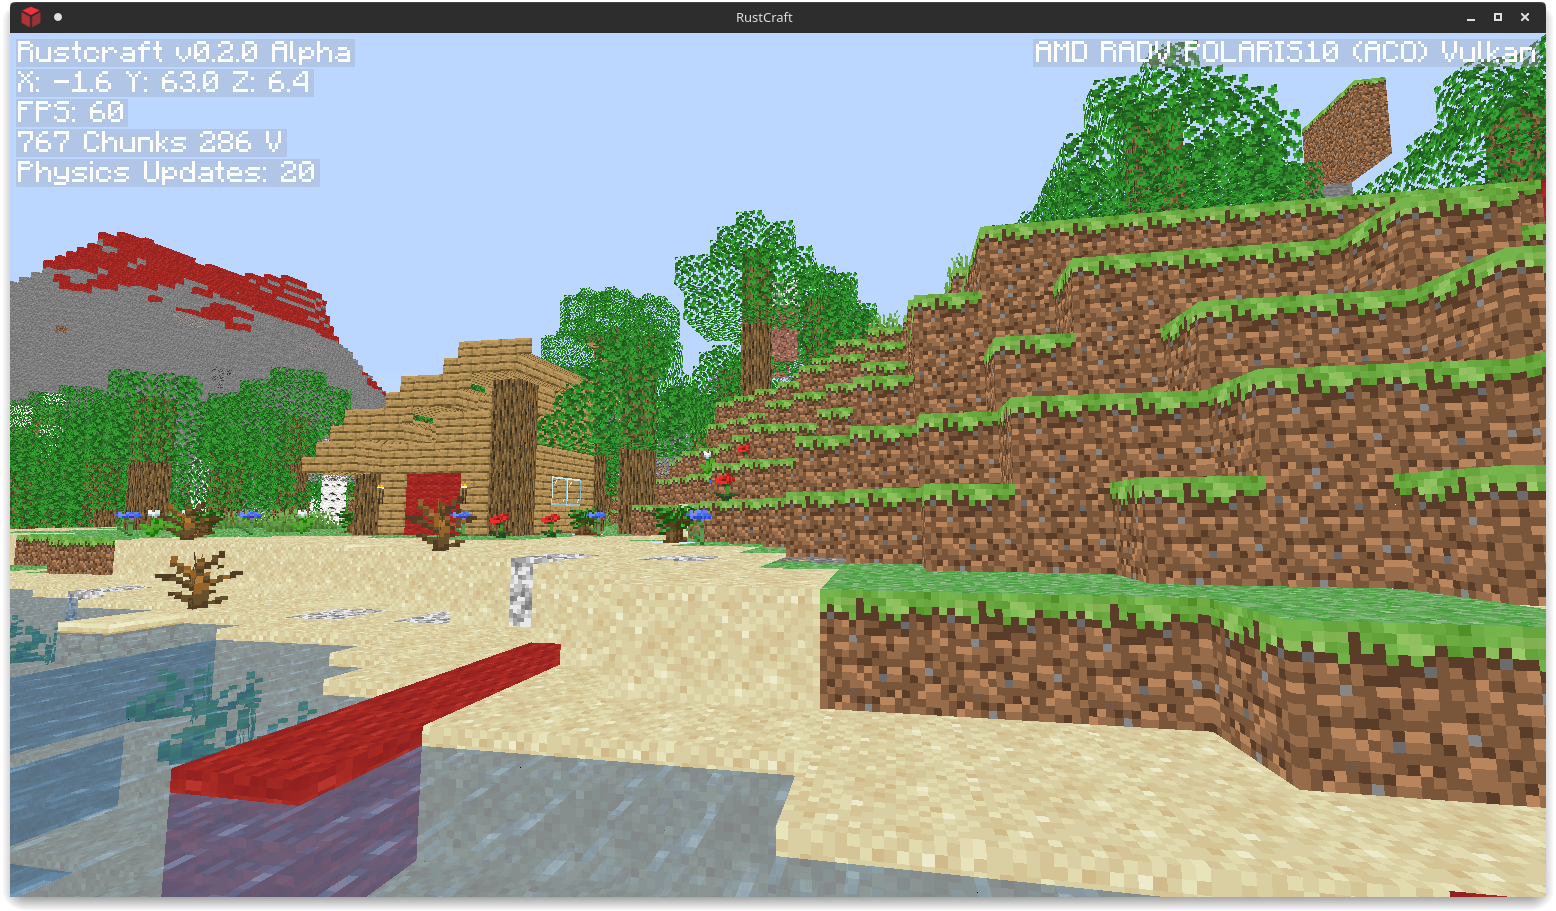 RustCraft
Rustcraft v0.2.0 Alpha
AMD RADV POLARIS10 (ACO) Vulkan
X: -1.6 Y: 63.0 Z: 6.4
FPS: 60
767 Chunks 286 V
Physics Updates: 20